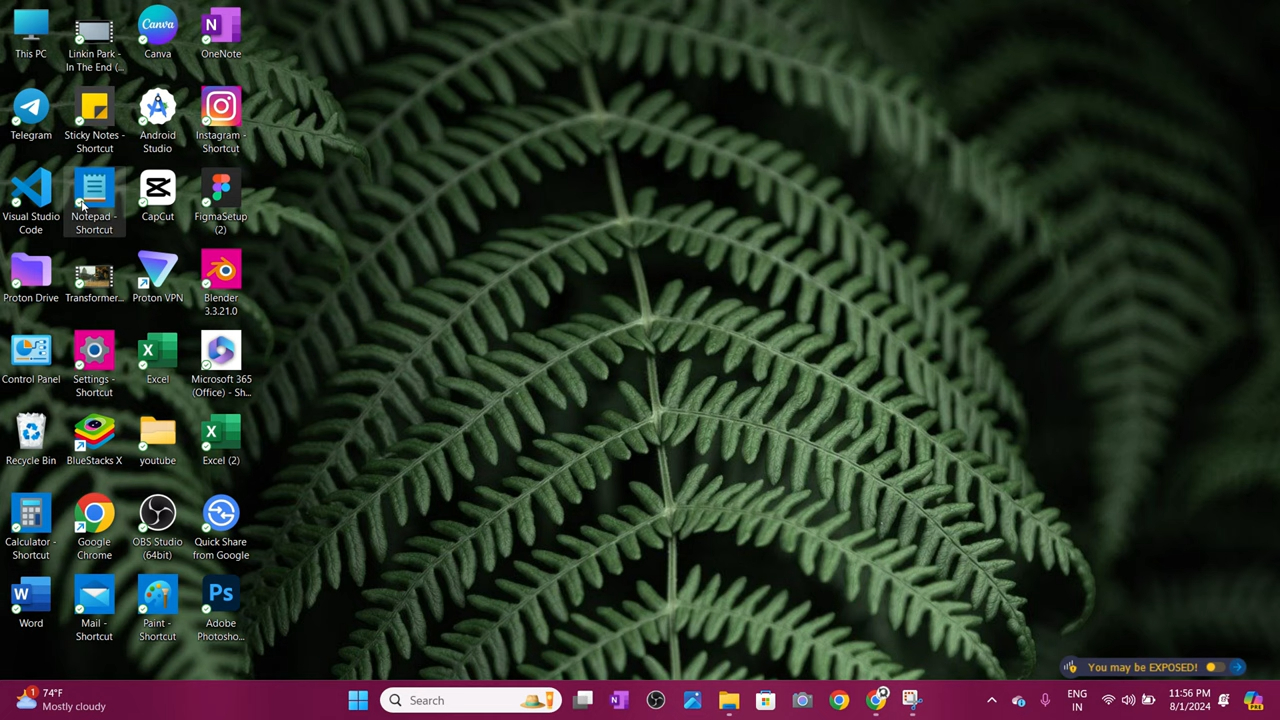 This PC
Linkin Park -
In The End (...
Canva
Canva
OneNote
N
Telegram
Sticky Notes -
Shortcut
Android
Studio
Instagram -
Shortcut
Visual Studio
Code
Notepad -
Shortcut
CapCut
FigmaSetup
(2)
Proton Drive
Transformer...
Proton VPN
Blender
3.3.21.0
Control Panel
Settings -
Shortcut
X
Excel
Microsoft 365
(Office) - Sh...
Recycle Bin
BlueStacks X
youtube
X
Excel (2)
Calculator -
Shortcut
Google
Chrome
OBS Studio
(64bit)
Quick Share
from Google
W
Word
Mail -
Shortcut
Paint -
Shortcut
Ps
Adobe
Photosho...
You may be EXPOSED!
1
74°F
Mostly cloudy
Search
N
ENG
IN
11:56 PM
8/1/2024
PRE